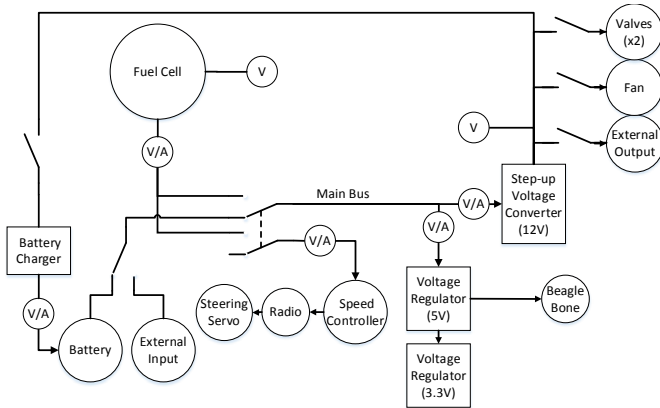 Valves
(x2)
Fuel Cell
V
Fan
V
External
Output
V/A
Step-up
Voltage
Converter
(12V)
Main Bus
V/A
V/A
V/A
Battery
Charger
V/A
Steering
Servo
Radio
Speed
Controller
Voltage
Regulator
(5V)
Beagle
Bone
Battery
External
Input
Voltage
Regulator
(3.3V)